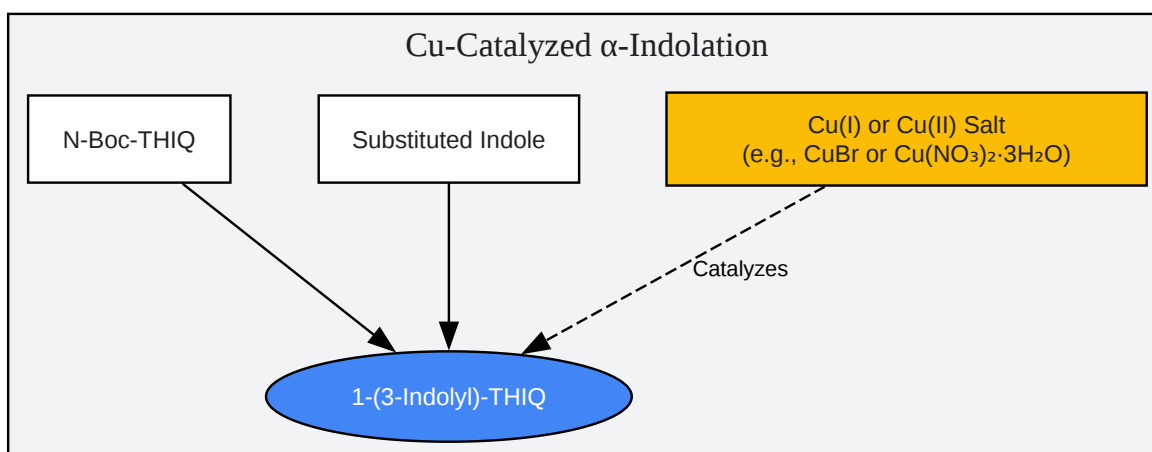 Cu-Catalyzed α-Indolation
N-Boc-THIQ
Substituted Indole
Cu(I) or Cu(II) Salt
(e.g., CuBr or Cu(NO₃)₂·3H₂O)
Catalyzes
1-(3-Indolyl)-THIQ